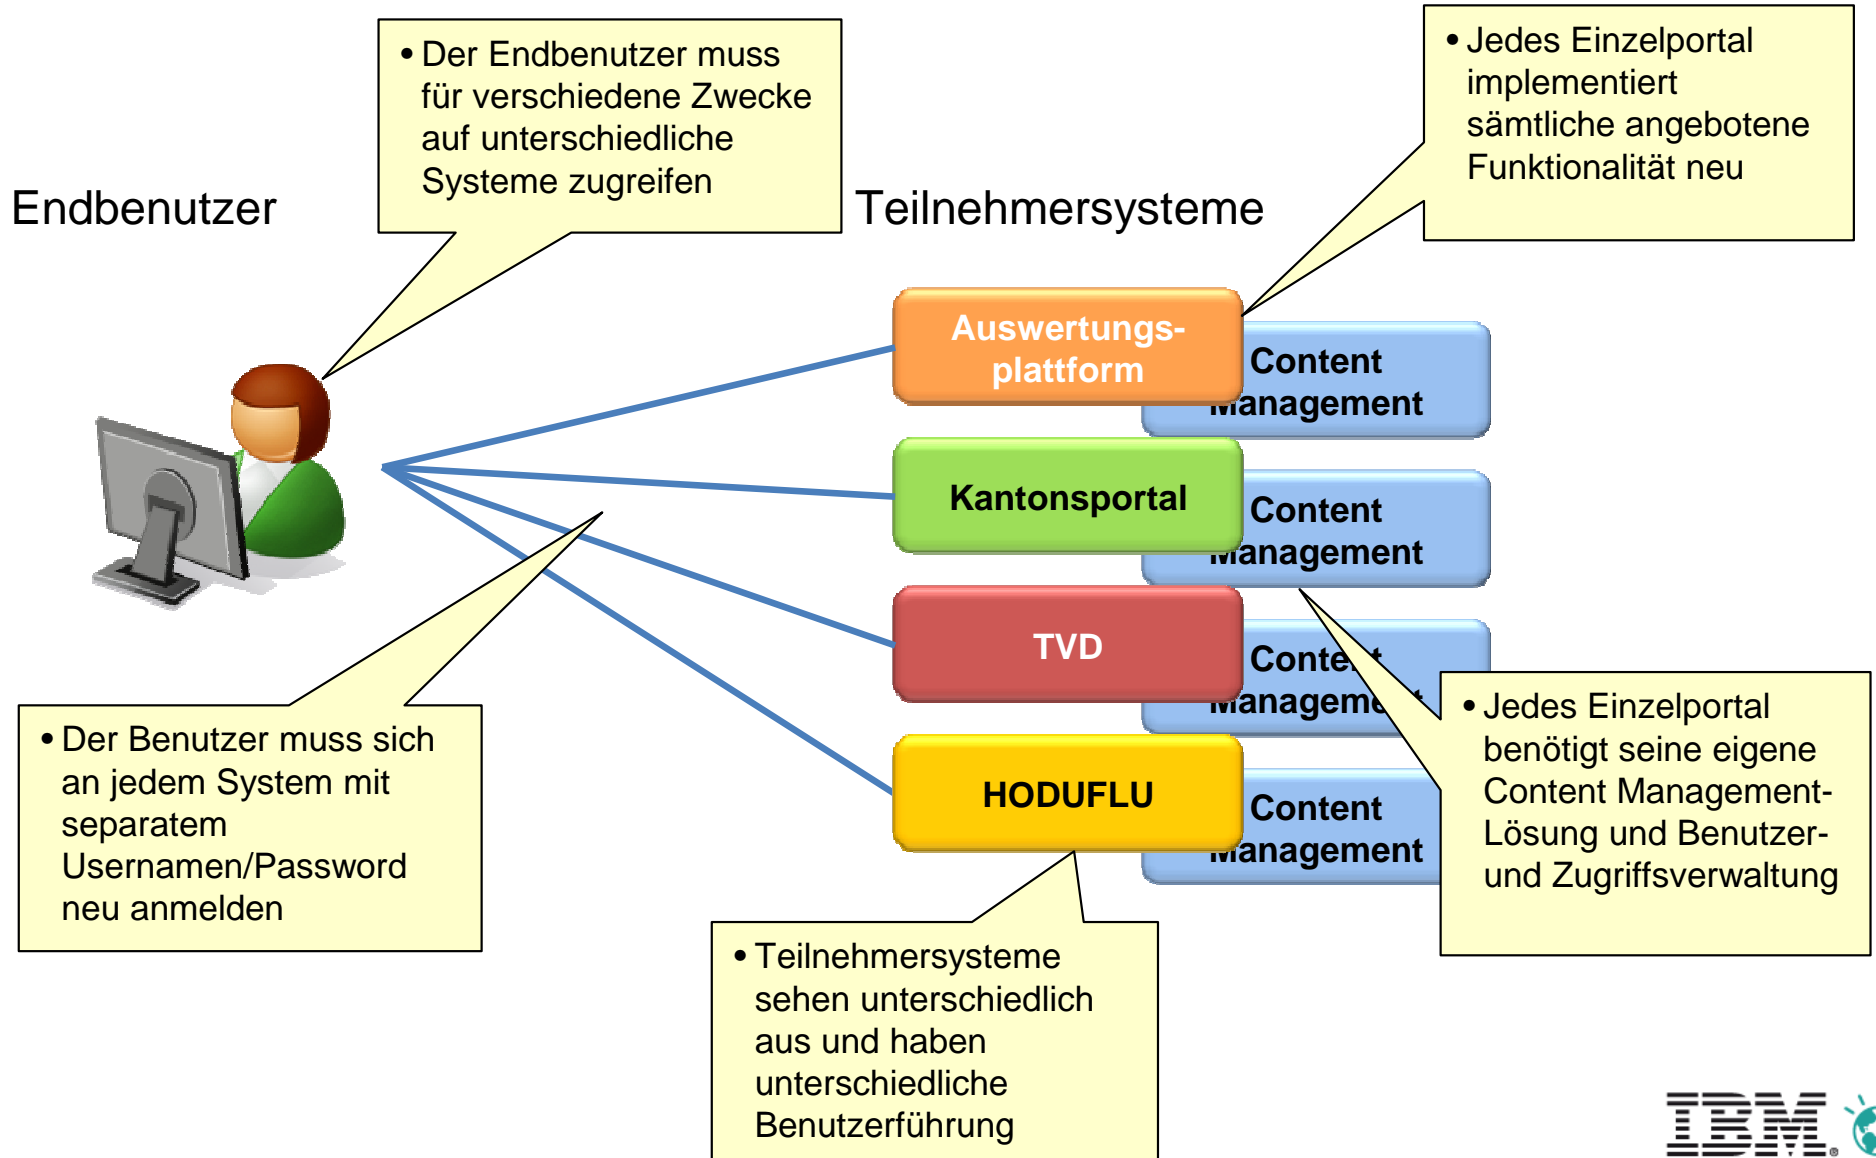 • Der Endbenutzer muss
für verschiedene Zwecke
auf unterschiedliche
Systeme zugreifen
• Jedes Einzelportal
implementiert
sämtliche angebotene
Funktionalität neu
Endbenutzer
Teilnehmersysteme
Auswertungs-
plattform
Content
Management
Kantonsportal
Content
Management
TVD
Content
Management
HODUFLU
Content
Management
• Der Benutzer muss sich
an jedem System mit
separatem
Usernamen/Password
neu anmelden
• Jedes Einzelportal
benötigt seine eigene
Content Management-
Lösung und Benutzer-
und Zugriffsverwaltung
• Teilnehmersysteme
sehen unterschiedlich
aus und haben
unterschiedliche
Benutzerführung
IBM®